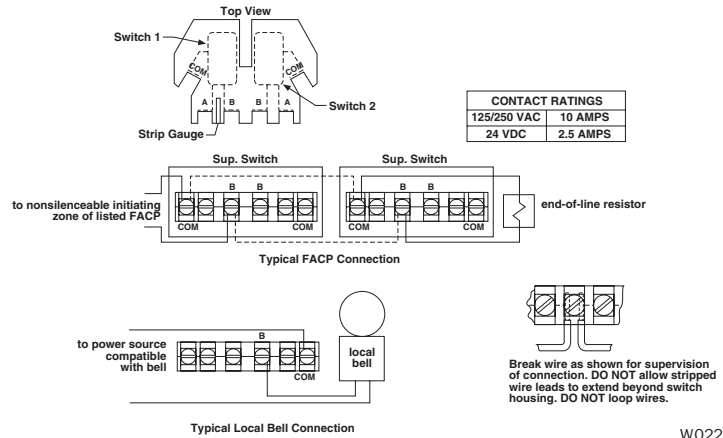 Top View
Switch 1
COM
COM
A
B
B
A
Switch 2
Strip Gauge
CONTACT RATINGS
125/250 VAC 10 AMPS
24 VDC 2.5 AMPS
Sup. Switch
Sup. Switch
B
B
B
B
to nonsilenceable initiating
zone of listed FACP
COM
COM
COM
COM
end-of-line resistor
Typical FACP Connection
B
to power source
compatible
with bell
COM
local
bell
Typical Local Bell Connection
Break wire as shown for supervision
of connection. DO NOT allow stripped
wire leads to extend beyond switch
housing. DO NOT loop wires.
W022